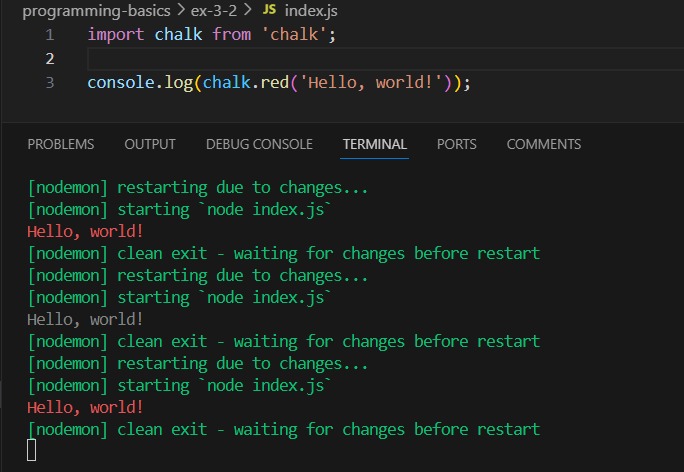 programming-basics > ex-3-2 > JS index.js
1 import chalk from 'chalk';
2
3 console.log(chalk.red('Hello, world!'));
PROBLEMS OUTPUT DEBUG CONSOLE TERMINAL PORTS COMMENTS
[nodemon] restarting due to changes...
[nodemon] starting `node index.js`
Hello, world!
[nodemon] clean exit - waiting for changes before restart
[nodemon] restarting due to changes...
[nodemon] starting `node index.js`
Hello, world!
[nodemon] clean exit - waiting for changes before restart
[nodemon] restarting due to changes...
[nodemon] starting `node index.js`
Hello, world!
[nodemon] clean exit - waiting for changes before restart